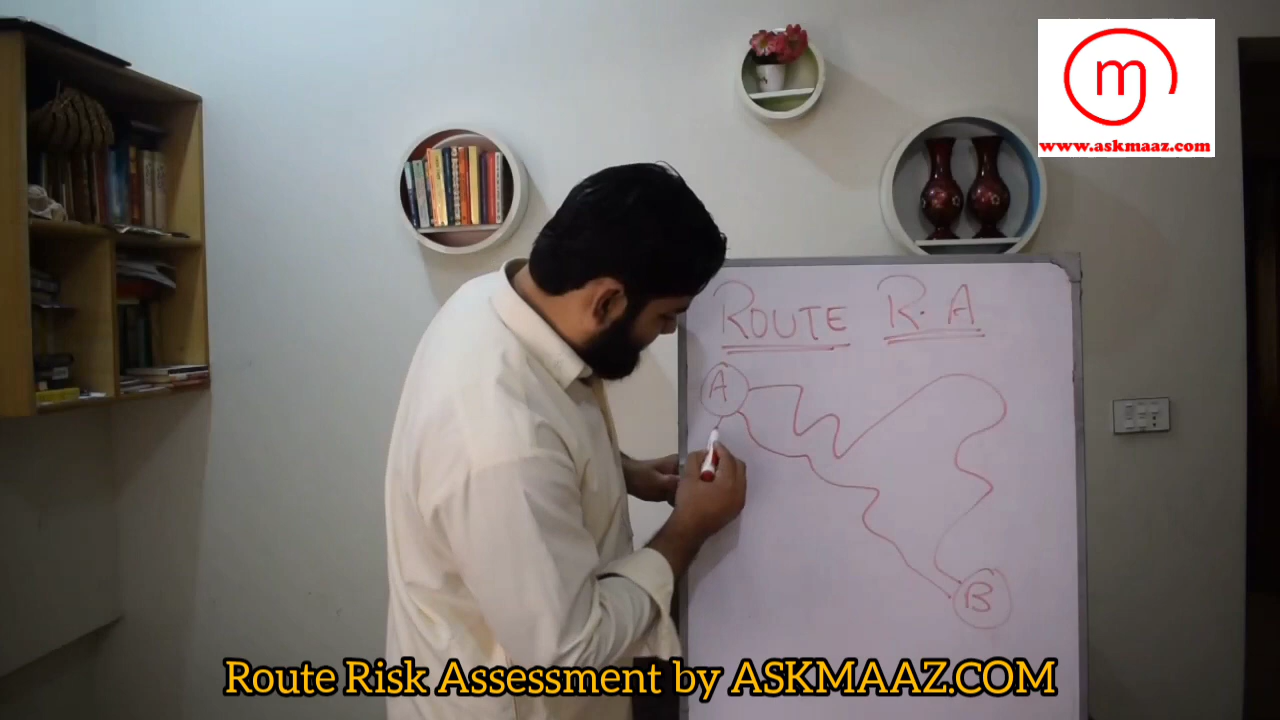 m
www.askmaaz.com
ROUTE R.A
A
B
Route Risk Assessment by ASKMAAZ.COM